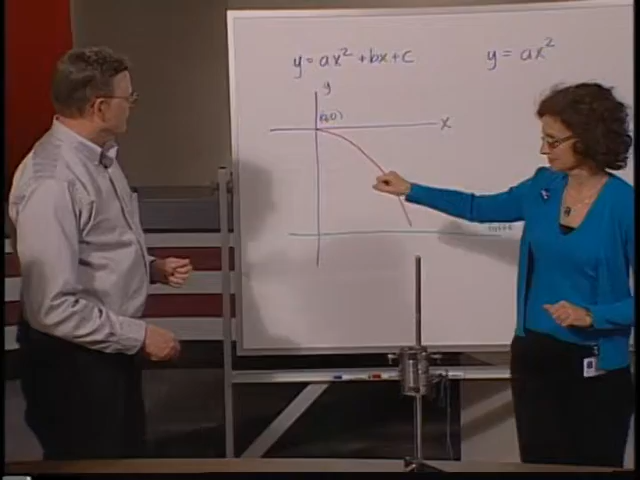 y = ax² + bx + c
y = ax²
y
(0,0)
x